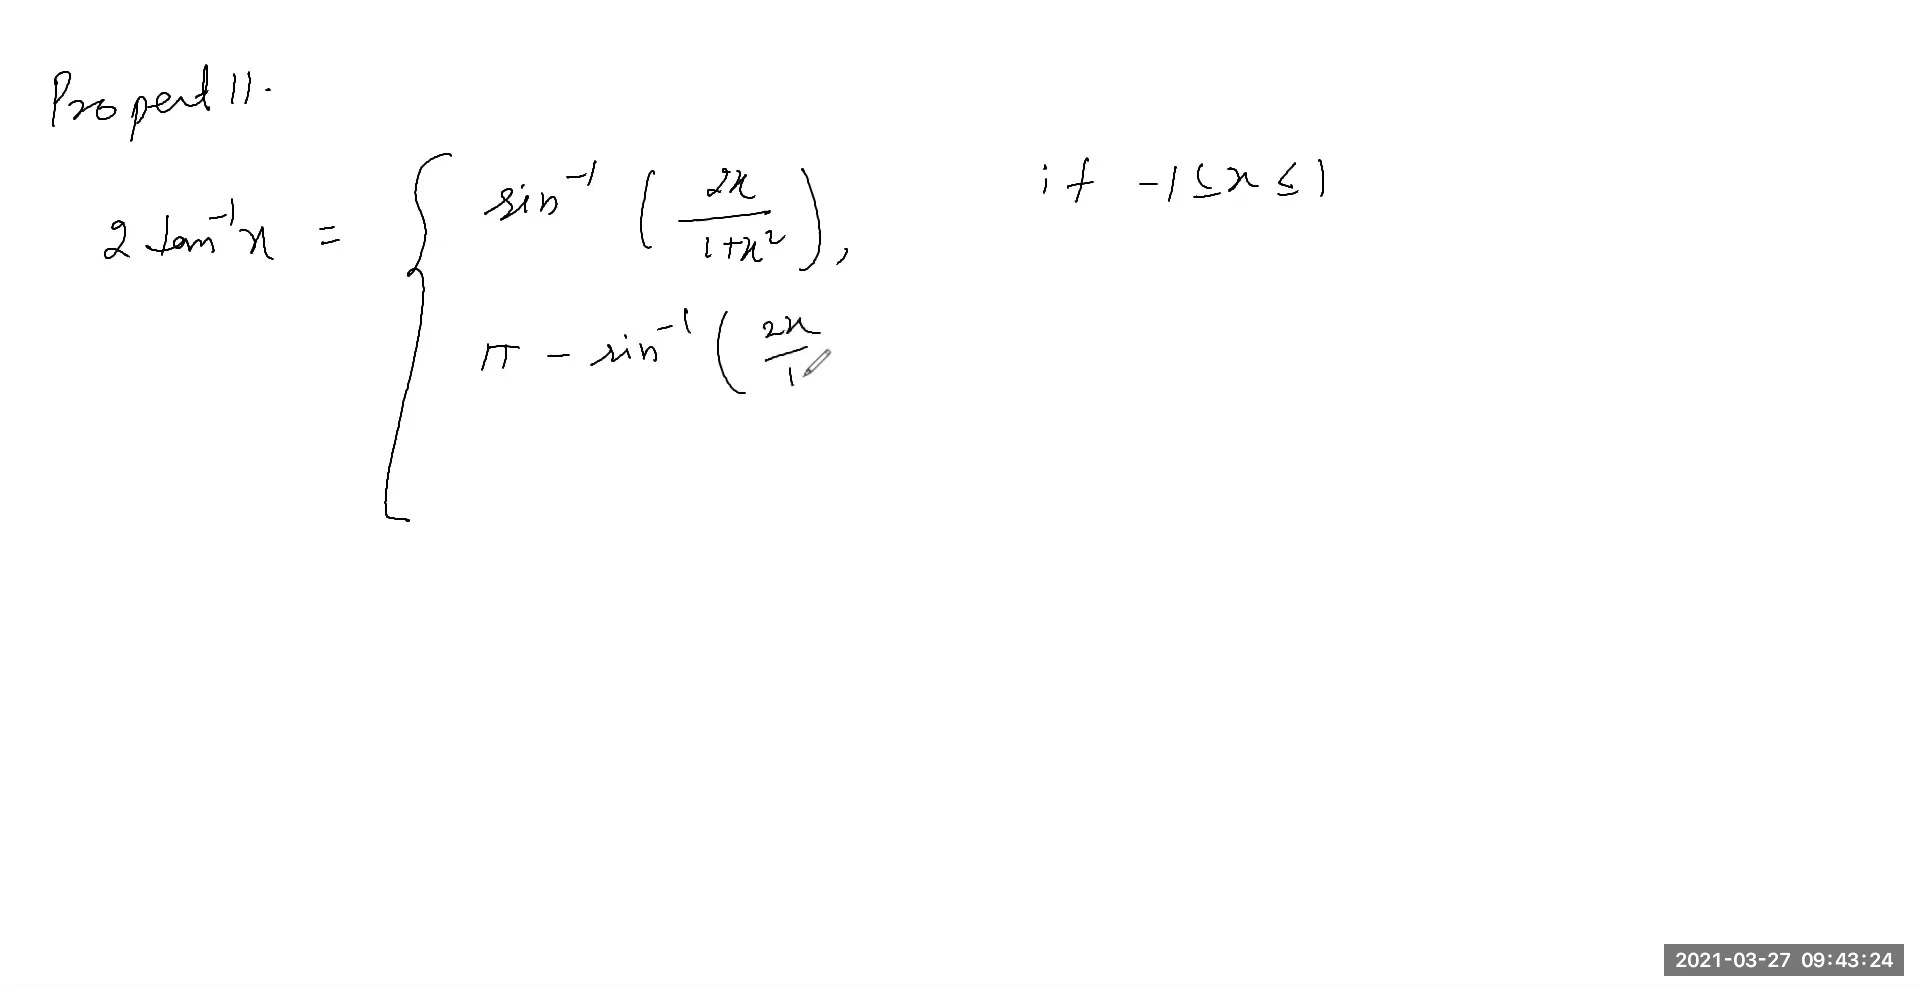 Propert 11.
2 tan⁻¹x = { sin⁻¹ (2x/1+x²), if -1 ≤ x ≤ 1
π - sin⁻¹ (2x/1
2021-03-27 09:43:24